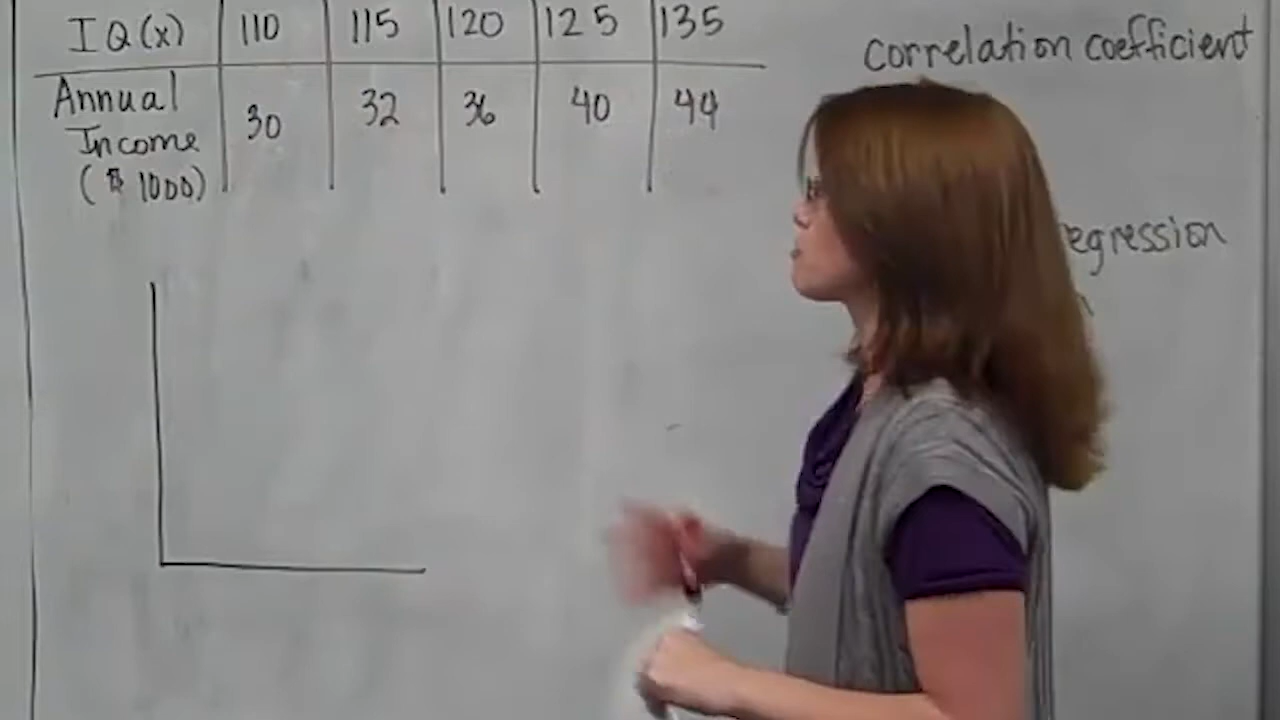 IQ(x) 110 115 120 125 135
Annual Income ($ 1000) 30 32 36 40 44
correlation coefficient
egression